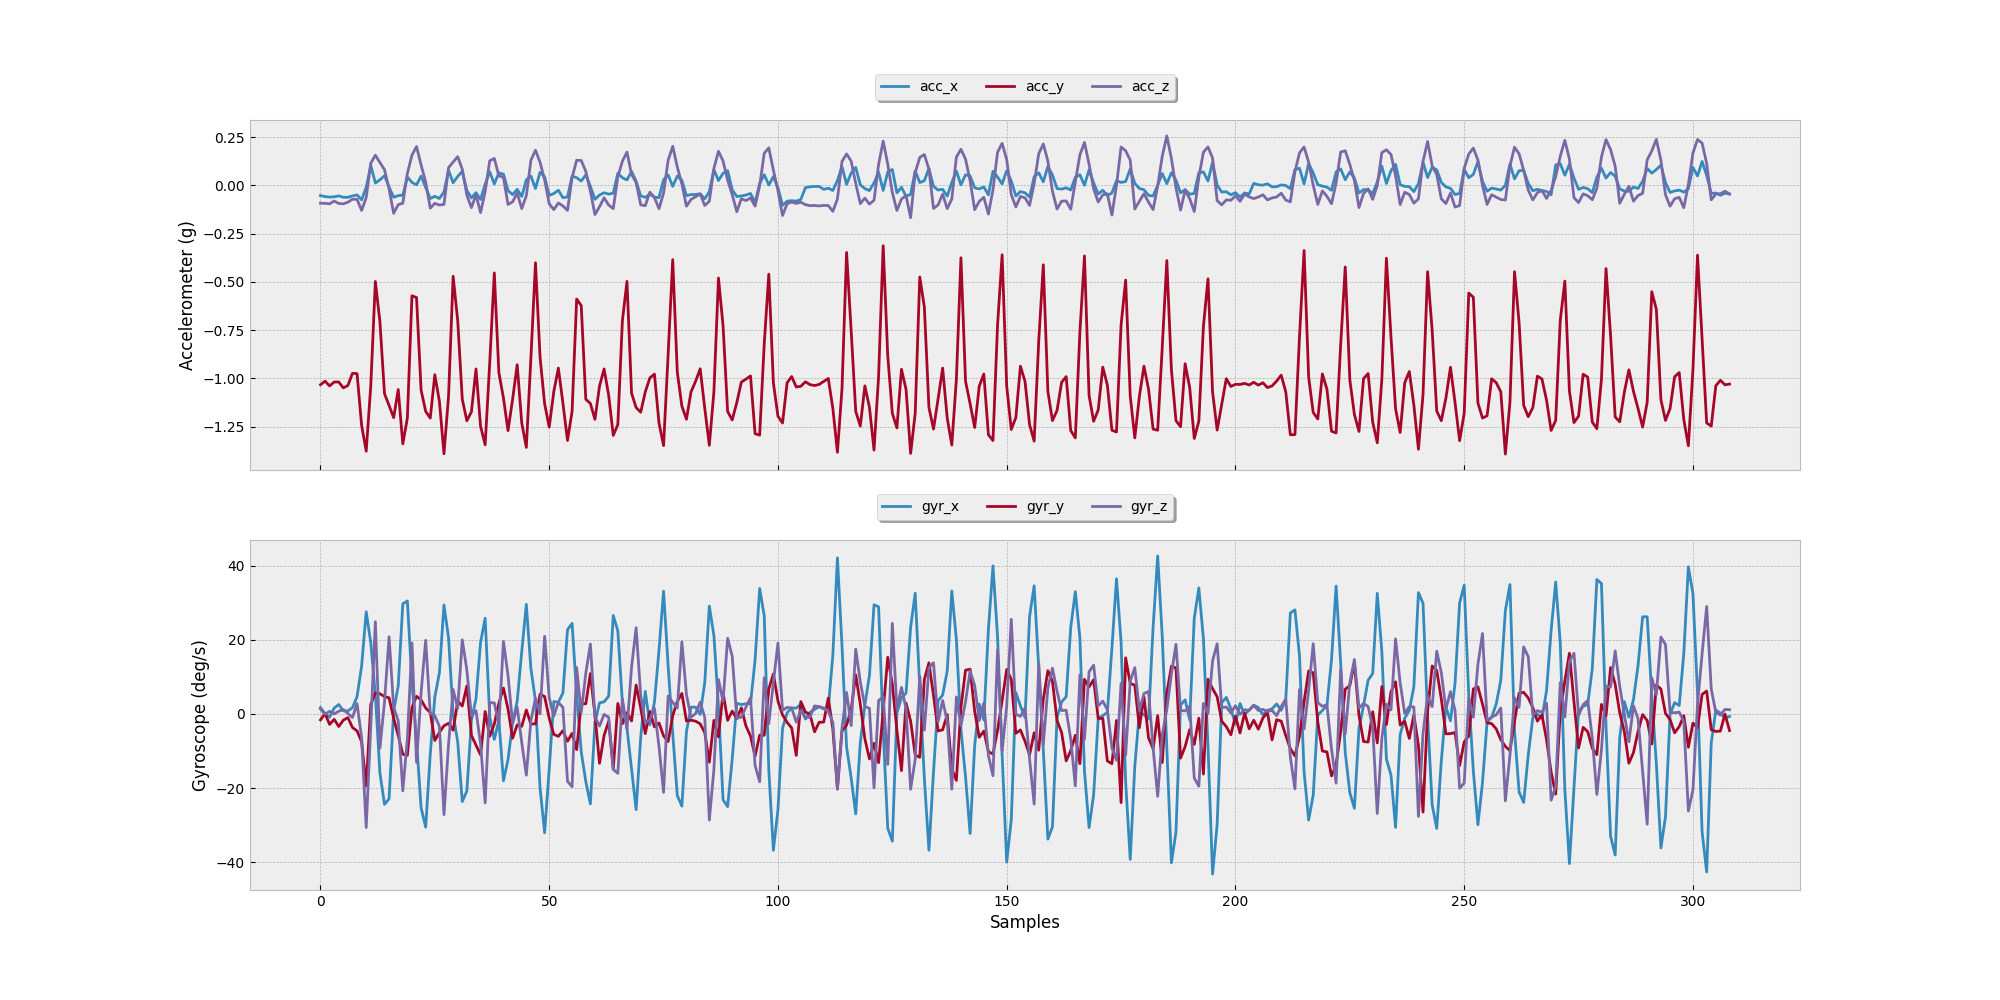 acc_x acc_y acc_z
0.25
0.00
−0.25
−0.50
−0.75
−1.00
−1.25
Accelerometer (g)
gyr_x gyr_y gyr_z
40
20
0
−20
−40
Gyroscope (deg/s)
0 50 100 150 200 250 300
Samples